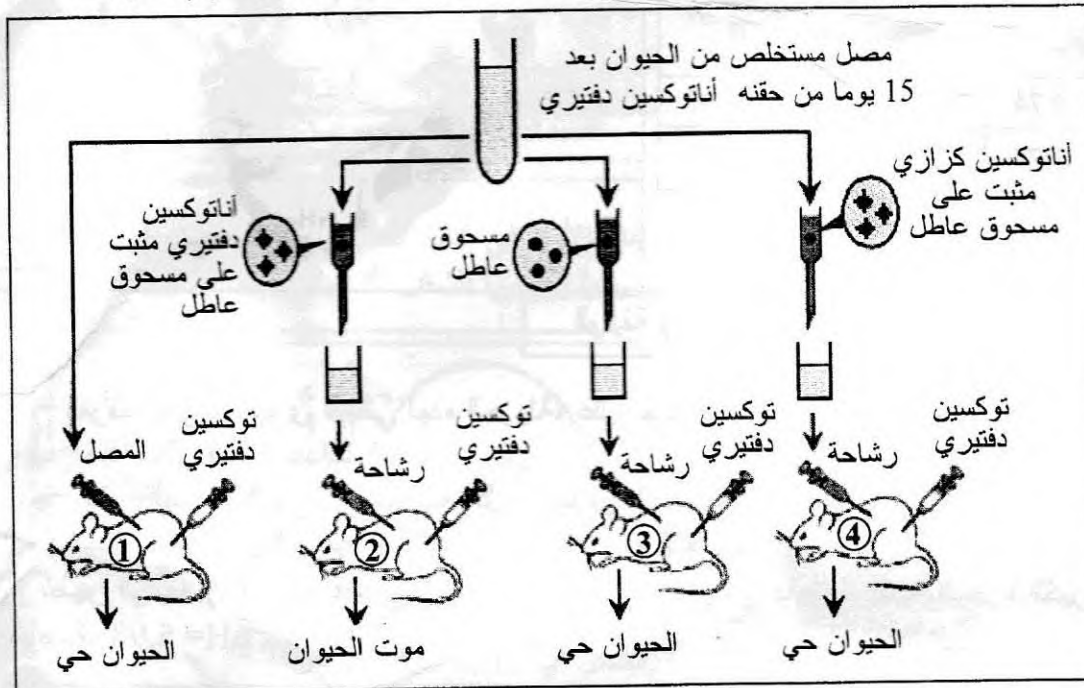 مصل مستخلص من الحيوان بعد
15 يوما من حقنه أناتوكسين دفتيري
أناتوكسين كزازي
مثبت على
مسحوق عاطل
مسحوق
عاطل
أناتوكسين
دفتيري مثبت
على مسحوق
عاطل
توكسين
دفتيري
رشاحة
توكسين
دفتيري
رشاحة
توكسين
دفتيري
رشاحة
توكسين
دفتيري
المصل
1
2
3
4
الحيوان حي
موت الحيوان
الحيوان حي
الحيوان حي